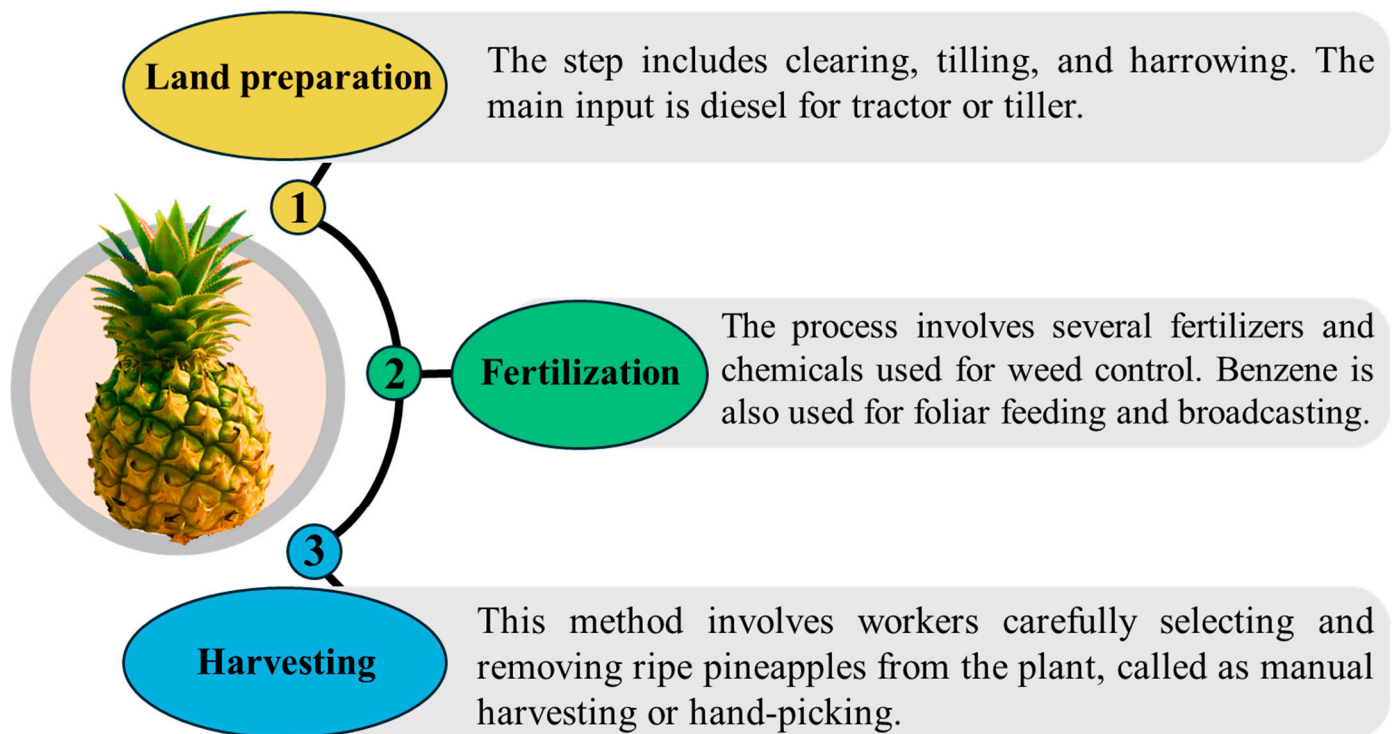 Land preparation
The step includes clearing, tilling, and harrowing. The
main input is diesel for tractor or tiller.
1
2
Fertilization
The process involves several fertilizers and
chemicals used for weed control. Benzene is
also used for foliar feeding and broadcasting.
3
Harvesting
This method involves workers carefully selecting and
removing ripe pineapples from the plant, called as manual
harvesting or hand-picking.